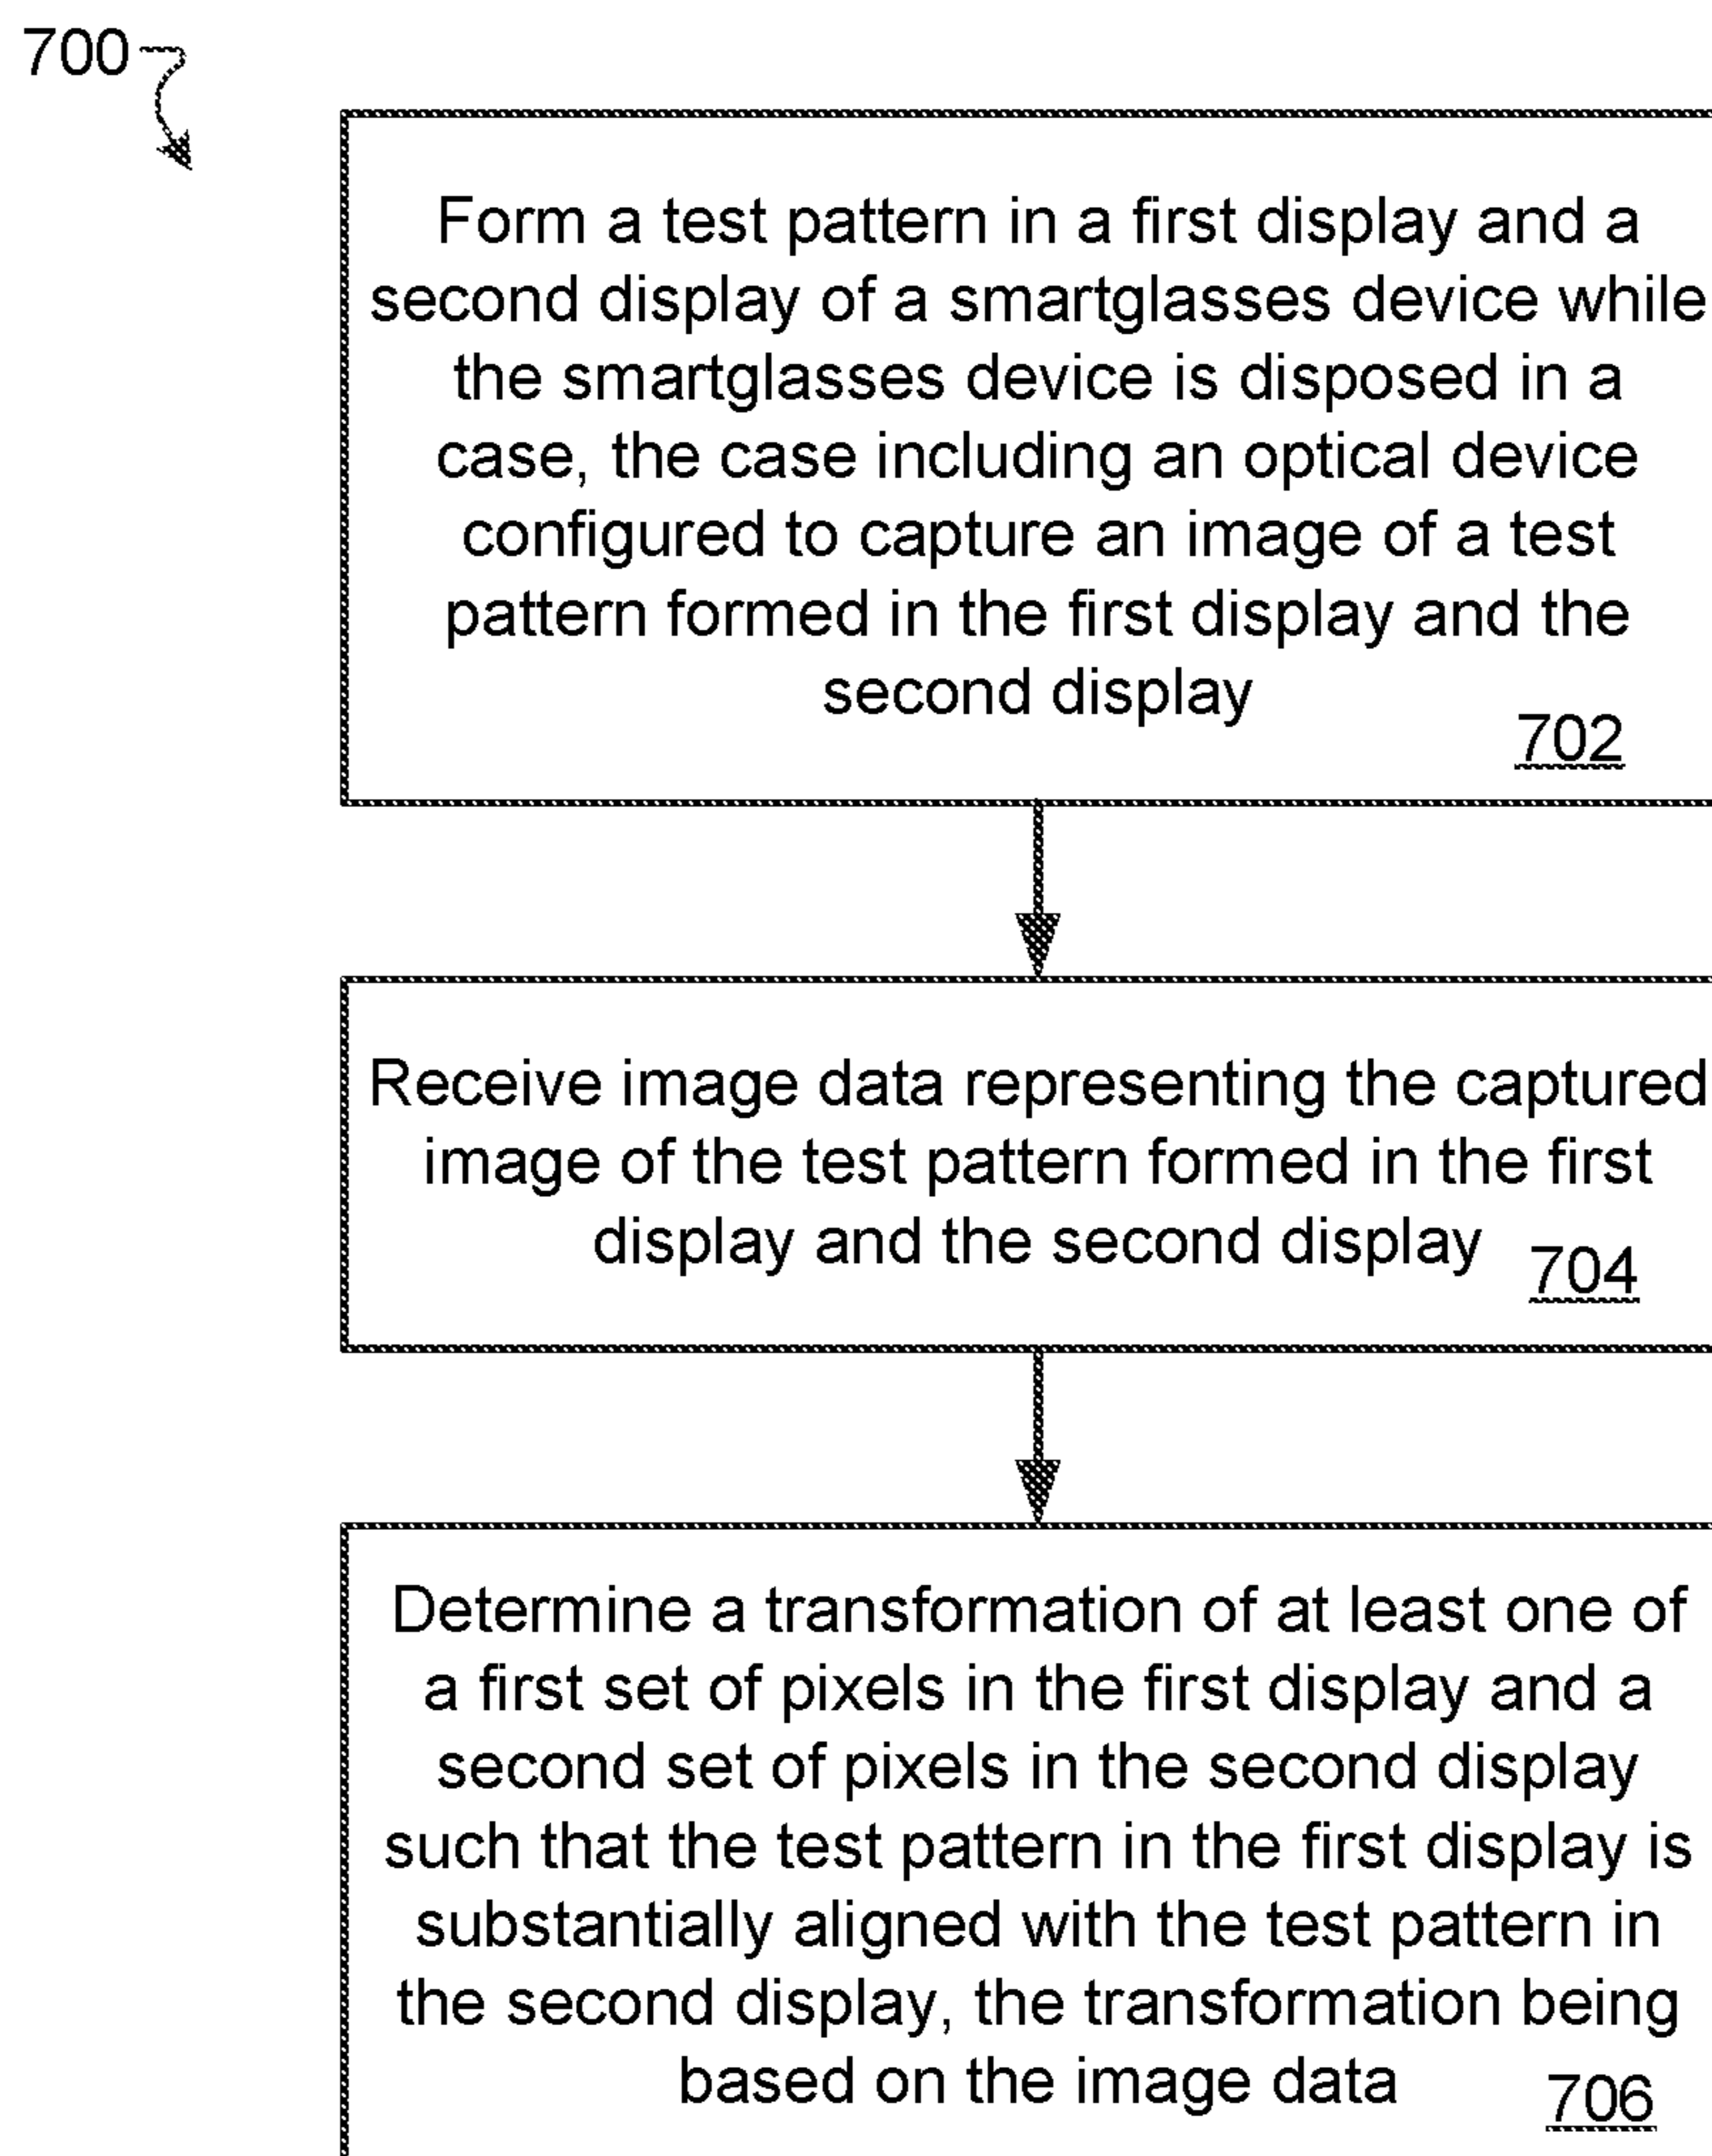 700
Form a test pattern in a first display and a
second display of a smartglasses device while
the smartglasses device is disposed in a
case, the case including an optical device
configured to capture an image of a test
pattern formed in the first display and the
second display
702
Receive image data representing the captured
image of the test pattern formed in the first
display and the second display
704
Determine a transformation of at least one of
a first set of pixels in the first display and a
second set of pixels in the second display
such that the test pattern in the first display is
substantially aligned with the test pattern in
the second display, the transformation being
based on the image data
706